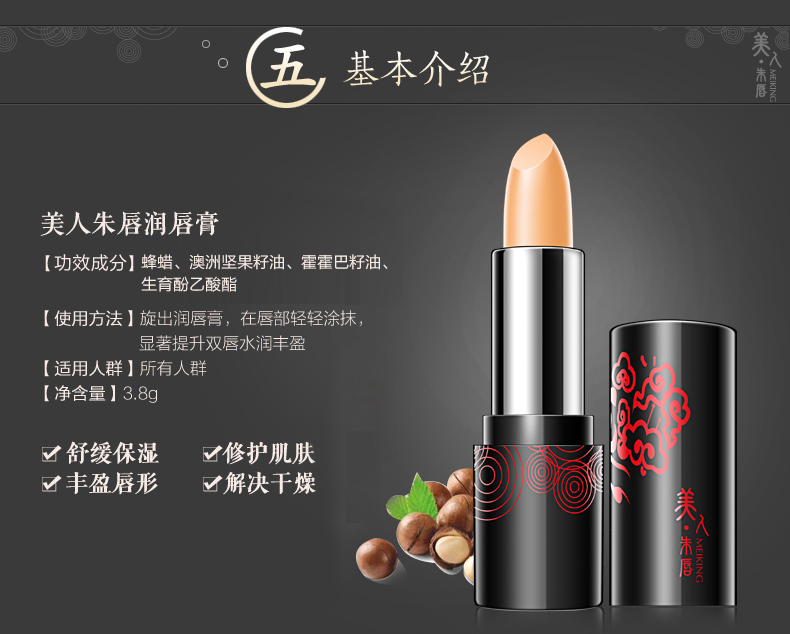 五 基本介绍
美人·朱唇
MEIKING
美人朱唇润唇膏
【功效成分】蜂蜡、澳洲坚果籽油、霍霍巴籽油、
生育酚乙酸酯
【使用方法】旋出润唇膏，在唇部轻轻涂抹，
显著提升双唇水润丰盈
【适用人群】所有人群
【净含量】3.8g
舒缓保湿 修护肌肤
丰盈唇形 解决干燥
美人·朱唇
MEIKING